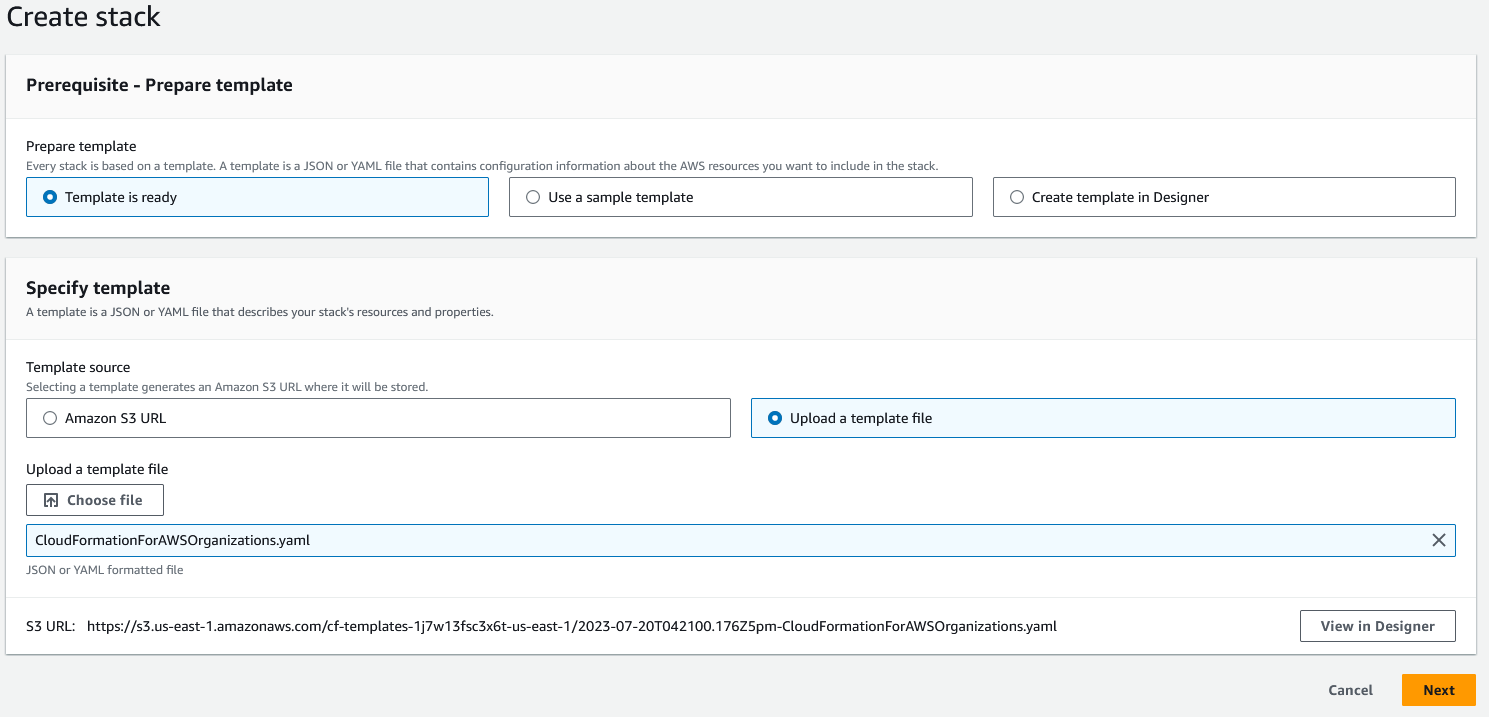 Create stack
Prerequisite - Prepare template
Prepare template
Every stack is based on a template. A template is a JSON or YAML file that contains configuration information about the AWS resources you want to include in the stack.
Template is ready
Use a sample template
Create template in Designer
Specify template
A template is a JSON or YAML file that describes your stack's resources and properties.
Template source
Selecting a template generates an Amazon S3 URL where it will be stored.
Amazon S3 URL
Upload a template file
Upload a template file
Choose file
CloudFormationForAWSOrganizations.yaml
JSON or YAML formatted file
S3 URL: https://s3.us-east-1.amazonaws.com/cf-templates-1j7w13fsc3x6t-us-east-1/2023-07-20T042100.176Z5pm-CloudFormationForAWSOrganizations.yaml
View in Designer
Cancel
Next